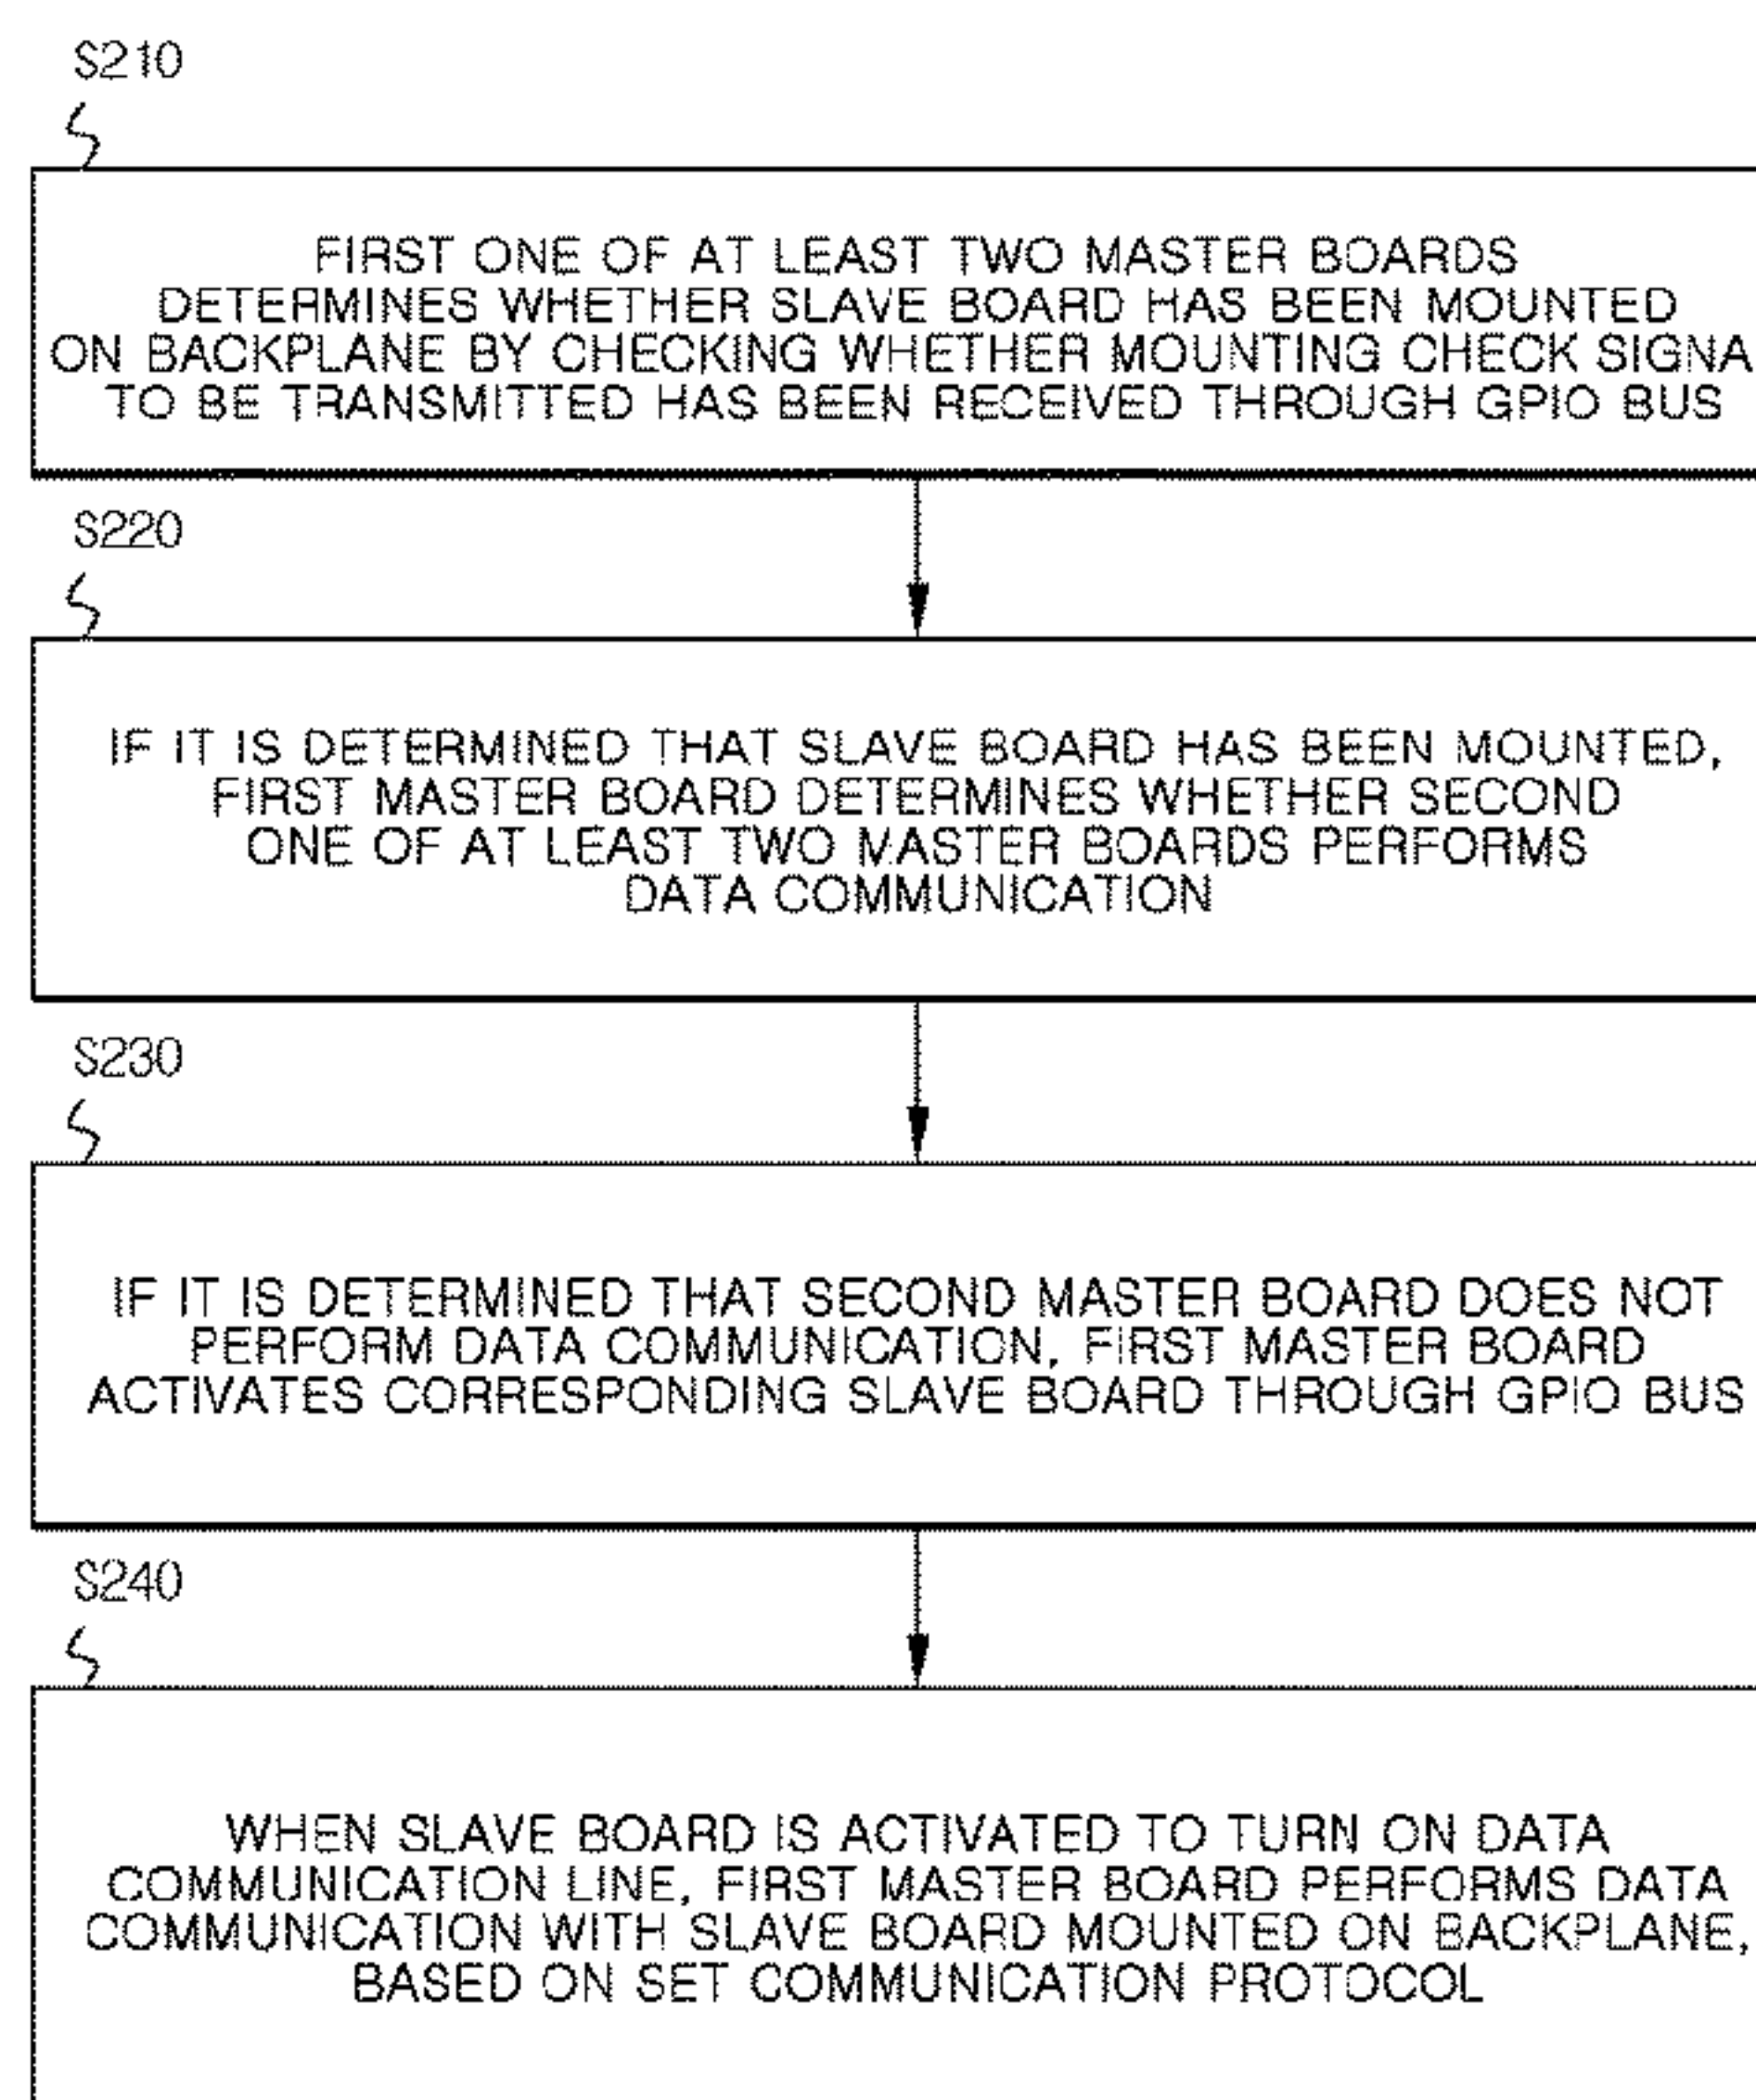 S210
FIRST ONE OF AT LEAST TWO MASTER BOARDS
DETERMINES WHETHER SLAVE BOARD HAS BEEN MOUNTED
ON BACKPLANE BY CHECKING WHETHER MOUNTING CHECK SIGNA
TO BE TRANSMITTED HAS BEEN RECEIVED THROUGH GPIO BUS
S220
IF IT IS DETERMINED THAT SLAVE BOARD HAS BEEN MOUNTED,
FIRST MASTER BOARD DETERMINES WHETHER SECOND
ONE OF AT LEAST TWO MASTER BOARDS PERFORMS
DATA COMMUNICATION
S230
IF IT IS DETERMINED THAT SECOND MASTER BOARD DOES NOT
PERFORM DATA COMMUNICATION, FIRST MASTER BOARD
ACTIVATES CORRESPONDING SLAVE BOARD THROUGH GPIO BUS
S240
WHEN SLAVE BOARD IS ACTIVATED TO TURN ON DATA
COMMUNICATION LINE, FIRST MASTER BOARD PERFORMS DATA
COMMUNICATION WITH SLAVE BOARD MOUNTED ON BACKPLANE,
BASED ON SET COMMUNICATION PROTOCOL